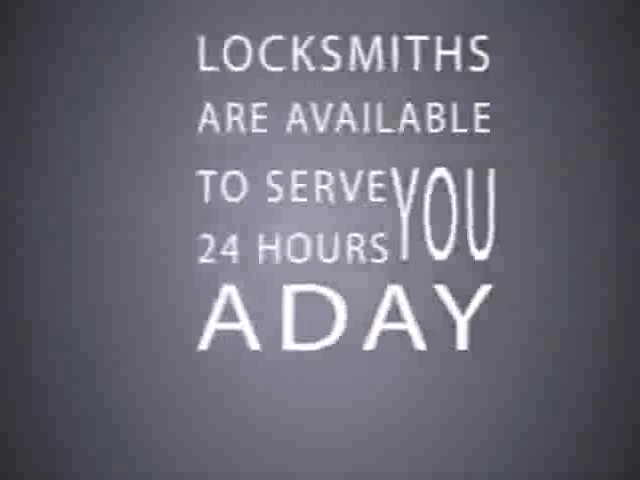 LOCKSMITHS
ARE AVAILABLE
TO SERVE YOU
24 HOURS
A DAY